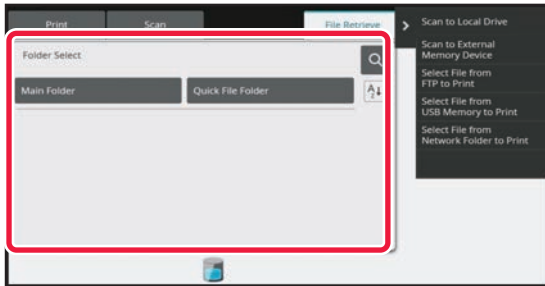 Print
Scan
File Retrieve
Folder Select
Main Folder
Quick File Folder
Scan to Local Drive
Scan to External
Memory Device
Select File from
FTP to Print
Select File from
USB Memory to Print
Select File from
Network Folder to Print